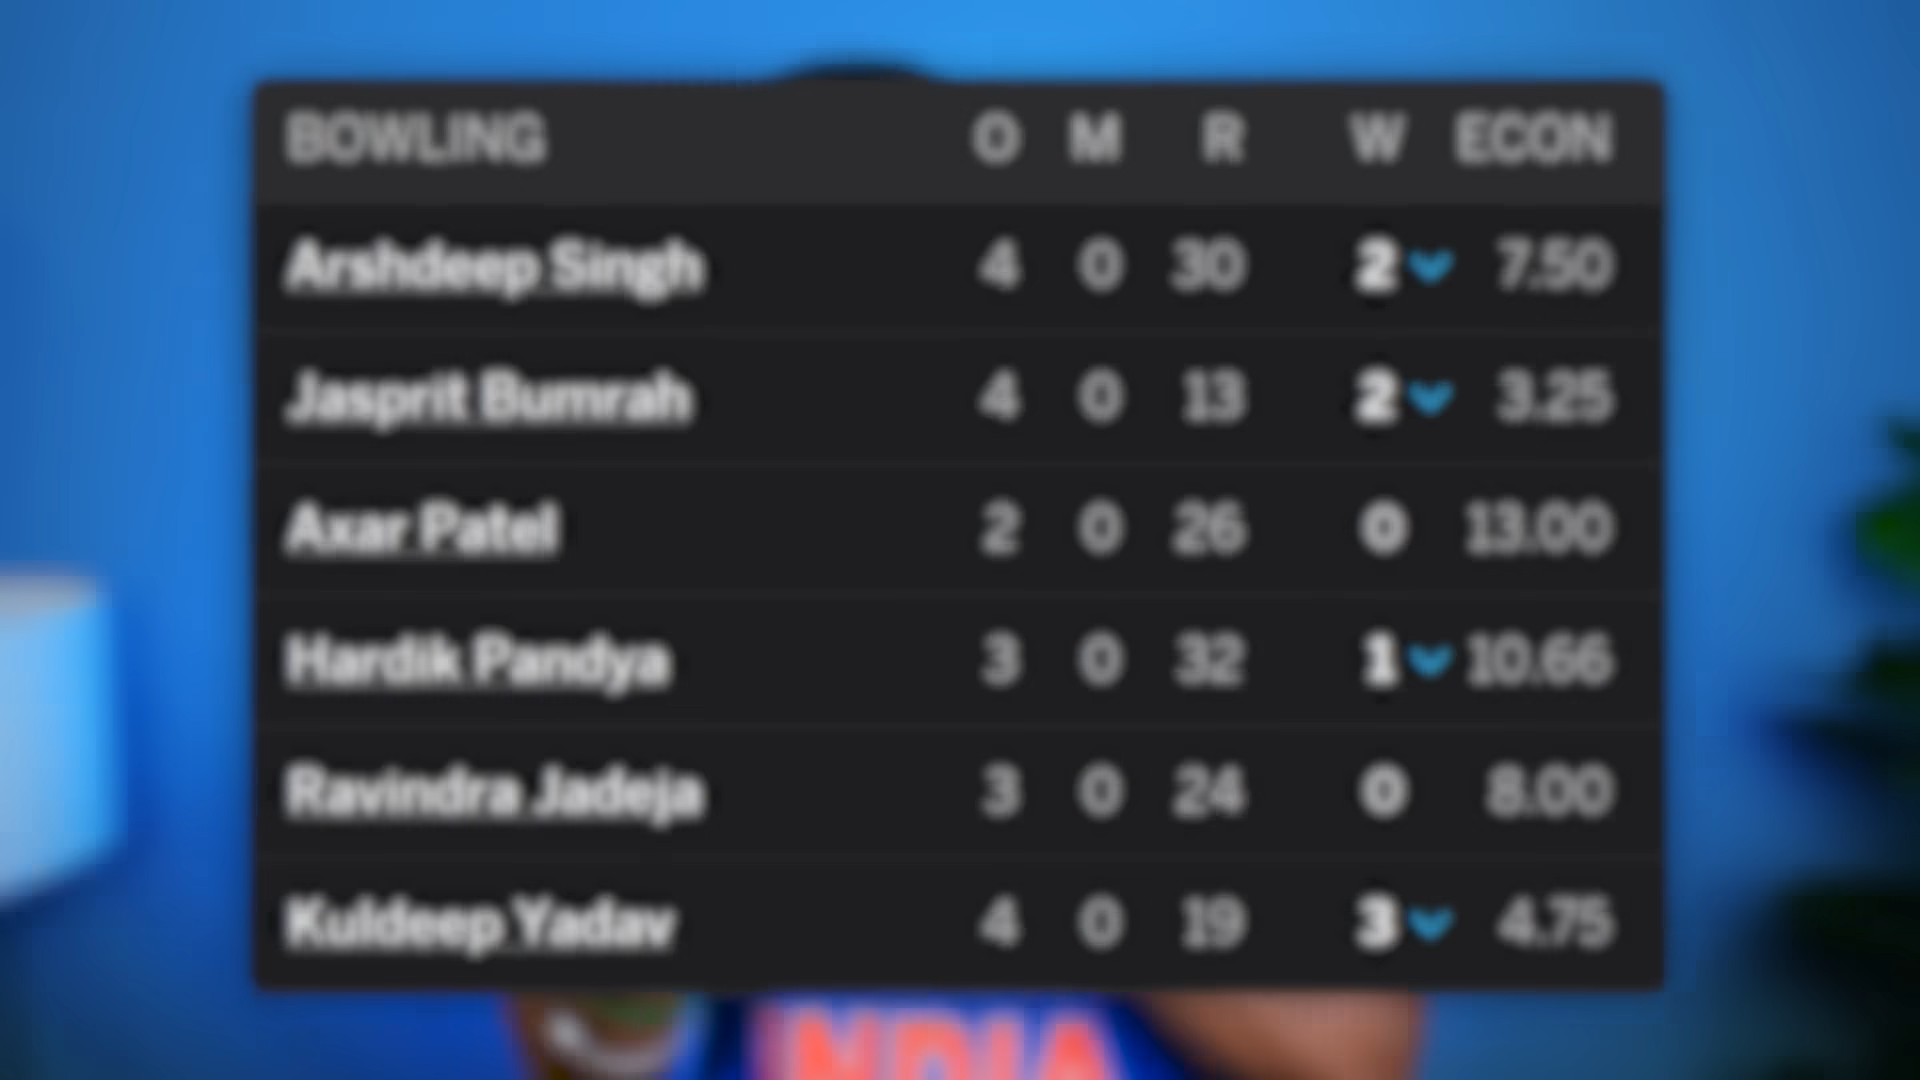 BOWLING O M R W ECON
Arshdeep Singh 4 0 30 2 7.50
Jasprit Bumrah 4 0 13 2 3.25
Axar Patel 2 0 26 0 13.00
Hardik Pandya 3 0 32 1 10.66
Ravindra Jadeja 3 0 24 0 8.00
Kuldeep Yadav 4 0 19 3 4.75
INDIA